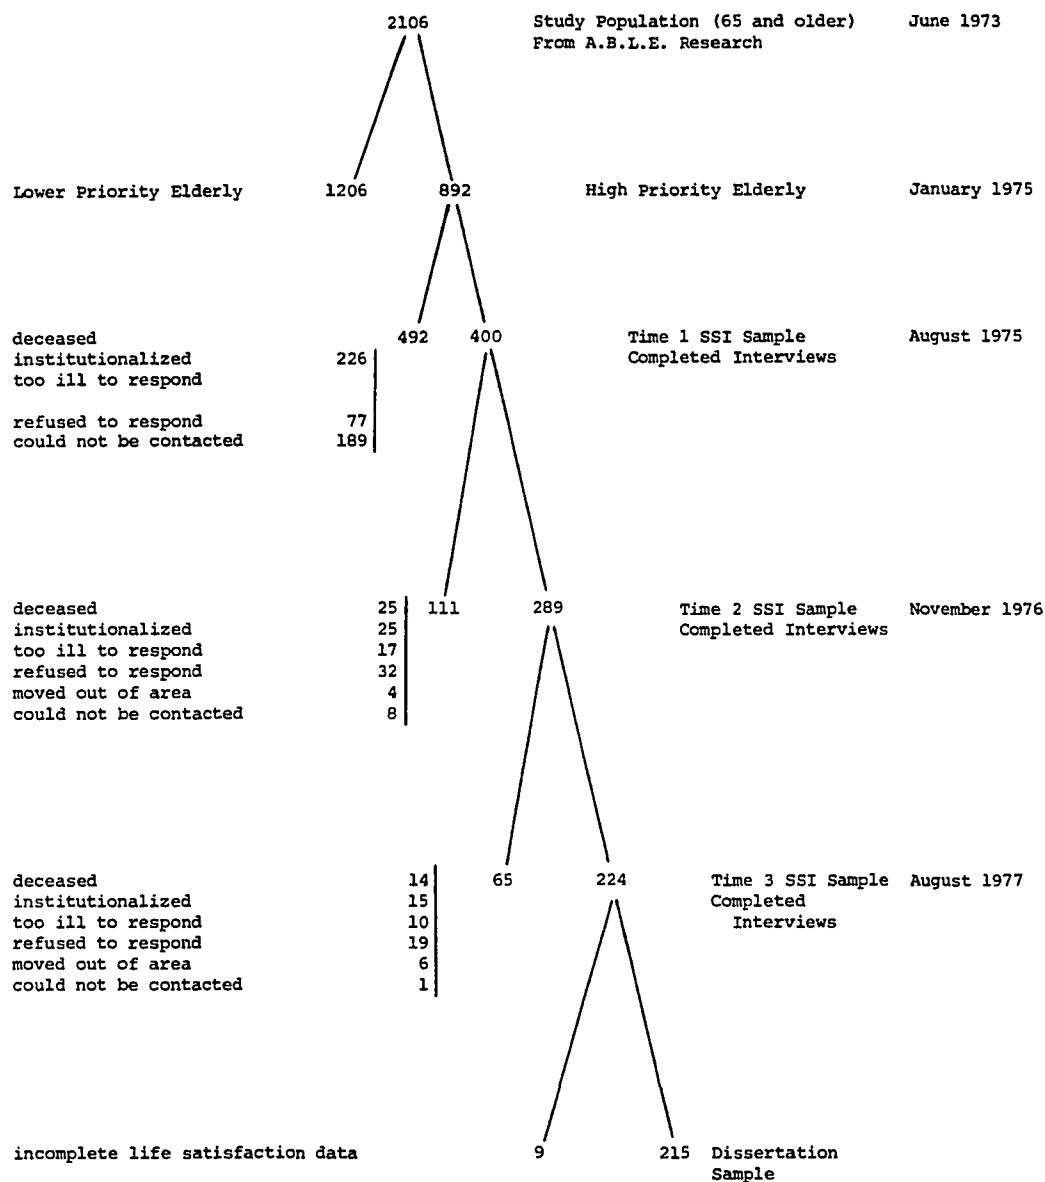 2106 Study Population (65 and older) June 1973
From A.B.L.E. Research
Lower Priority Elderly 1206 892 High Priority Elderly January 1975
deceased 492 400 Time 1 SSI Sample August 1975
institutionalized 226 Completed Interviews
too ill to respond
refused to respond 77
could not be contacted 189
deceased 25 111 289 Time 2 SSI Sample November 1976
institutionalized 25 Completed Interviews
too ill to respond 17
refused to respond 32
moved out of area 4
could not be contacted 8
deceased 14 65 224 Time 3 SSI Sample August 1977
institutionalized 15 Completed
too ill to respond 10 Interviews
refused to respond 19
moved out of area 6
could not be contacted 1
incomplete life satisfaction data 9 215 Dissertation
Sample